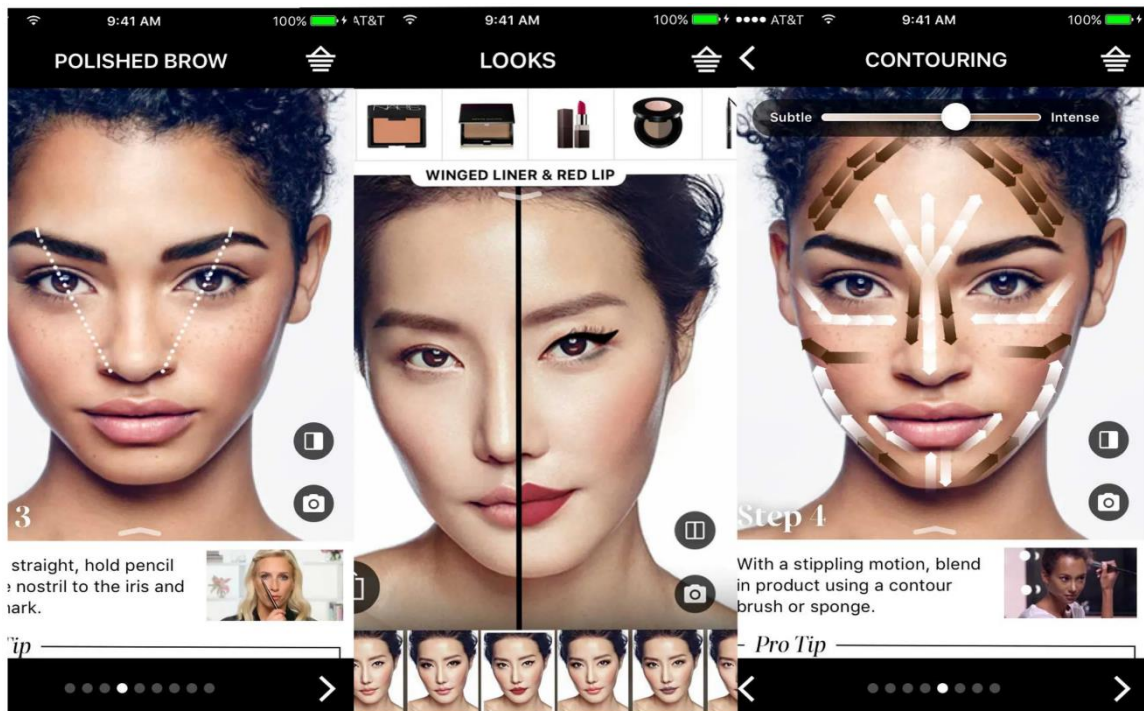 9:41 AM
100%
POLISHED BROW
3
straight, hold pencil
nostril to the iris and
Tip
AT&T
9:41 AM
100%
LOOKS
NARS
WINGED LINER & RED LIP
AT&T
9:41 AM
100%
CONTOURING
Subtle
Intense
Step 4
With a stippling motion, blend
in product using a contour
brush or sponge.
Pro Tip